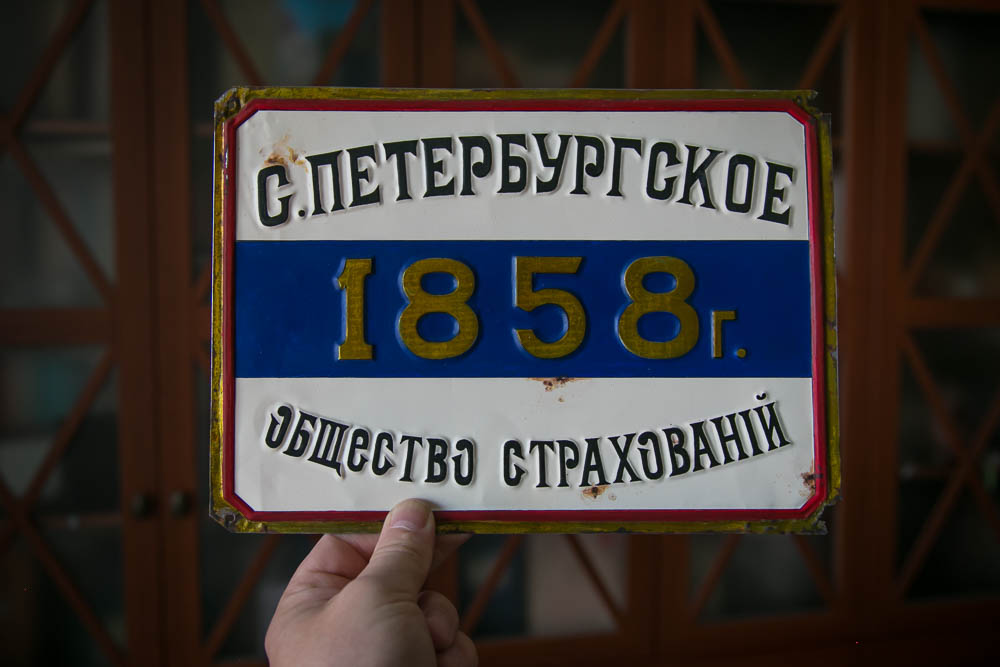 С.ПЕТЕРБУРГСКОЕ
1858 г.
ОБЩЕСТВО СТРАХОВАНІЙ